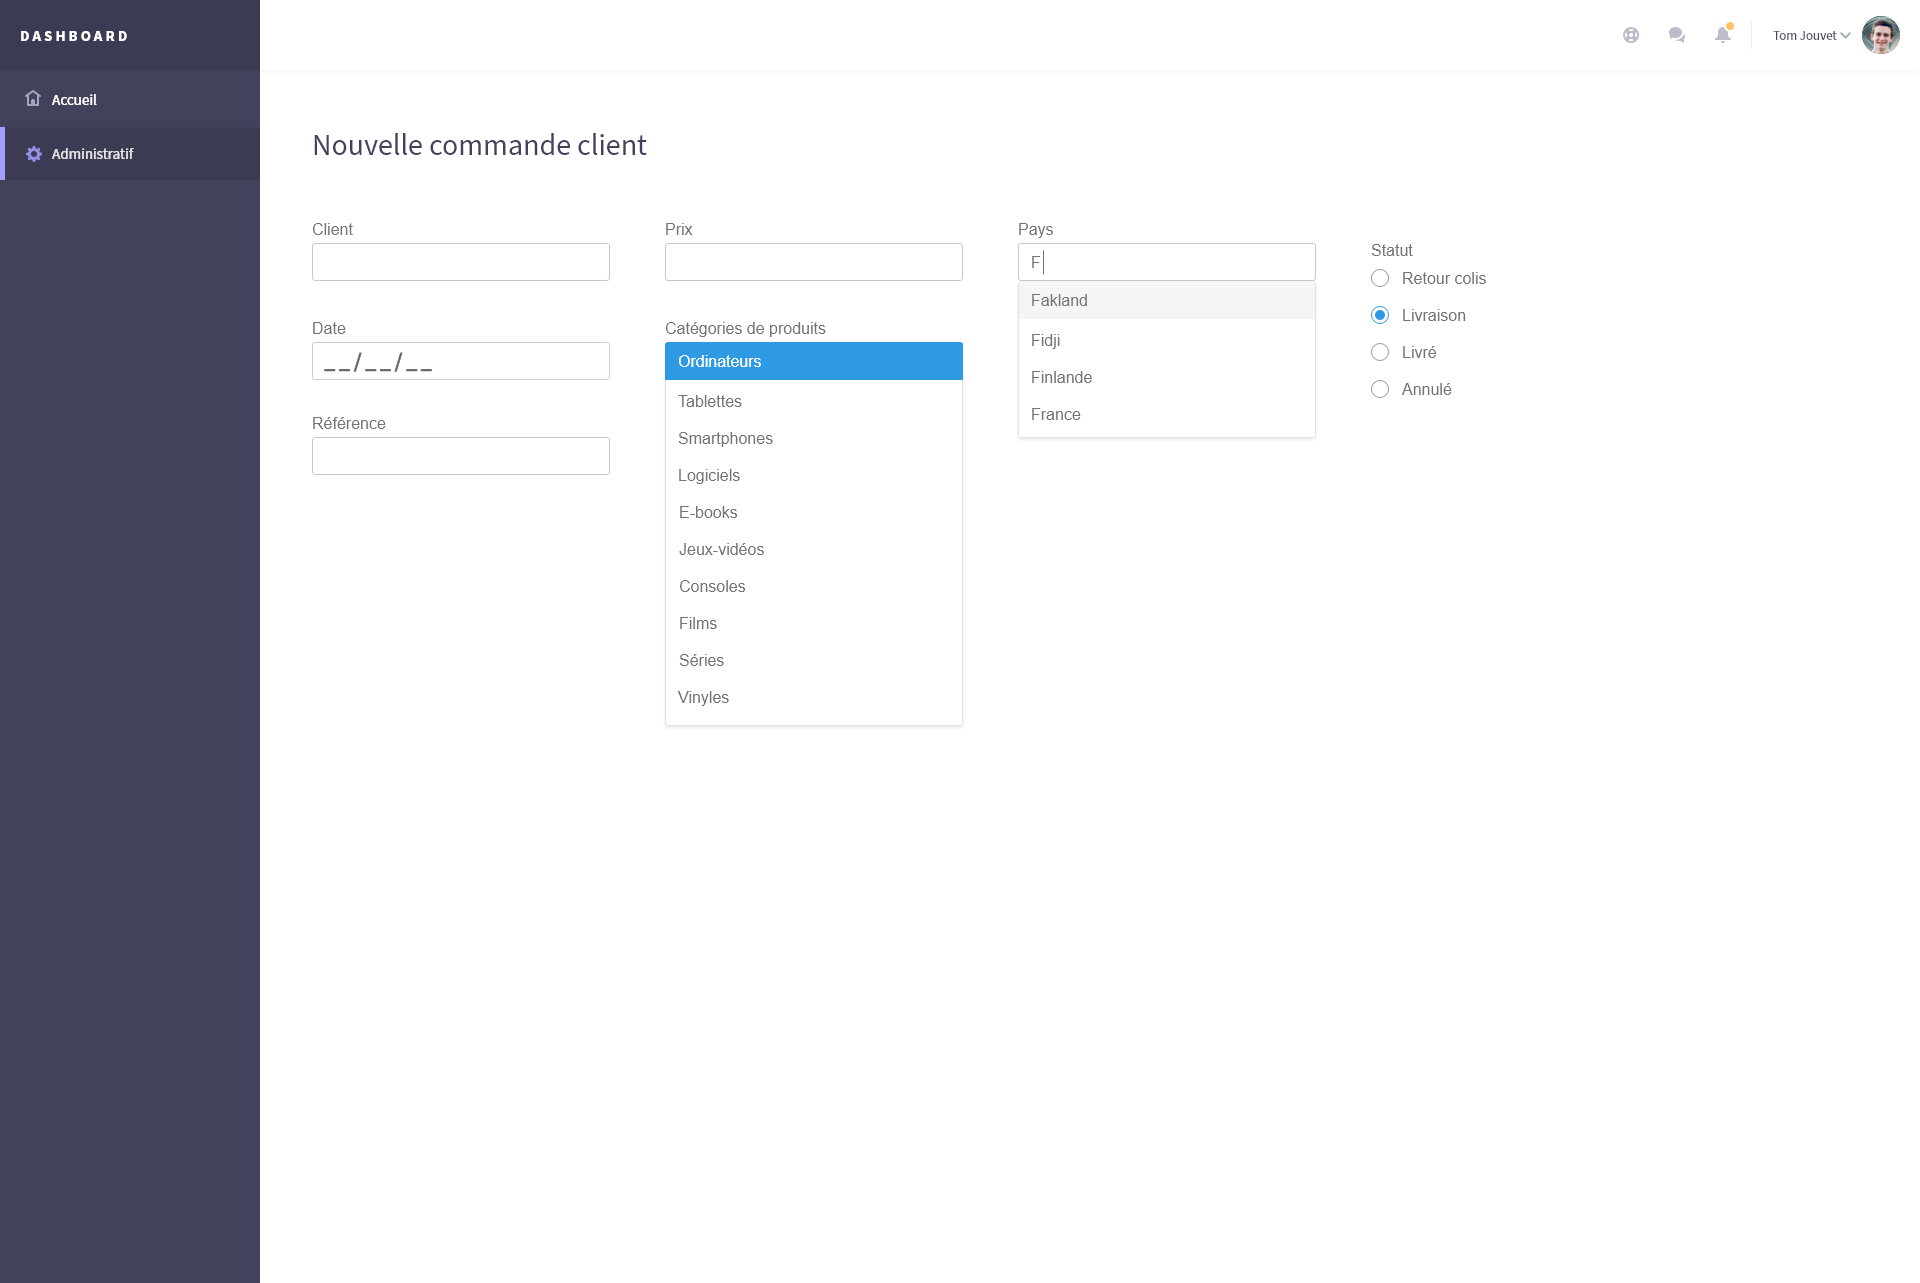 DASHBOARD
Tom Jouvet
Accueil
Administratif
Nouvelle commande client
Client
Date
__/__/__
Référence
Prix
Catégories de produits
Ordinateurs
Tablettes
Smartphones
Logiciels
E-books
Jeux-vidéos
Consoles
Films
Séries
Vinyles
Pays
F
Fakland
Fidji
Finlande
France
Statut
Retour colis
Livraison
Livré
Annulé